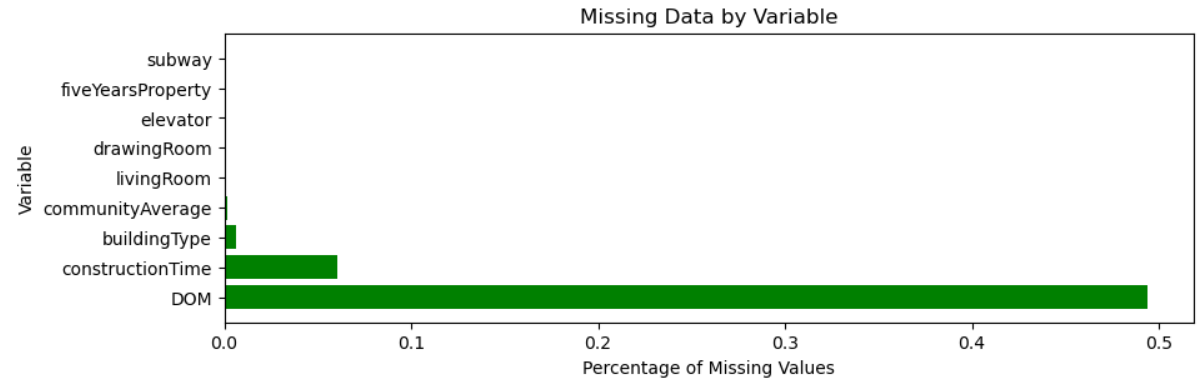 Missing Data by Variable
Variable
subway
fiveYearsProperty
elevator
drawingRoom
livingRoom
communityAverage
buildingType
constructionTime
DOM
0.0 0.1 0.2 0.3 0.4 0.5
Percentage of Missing Values